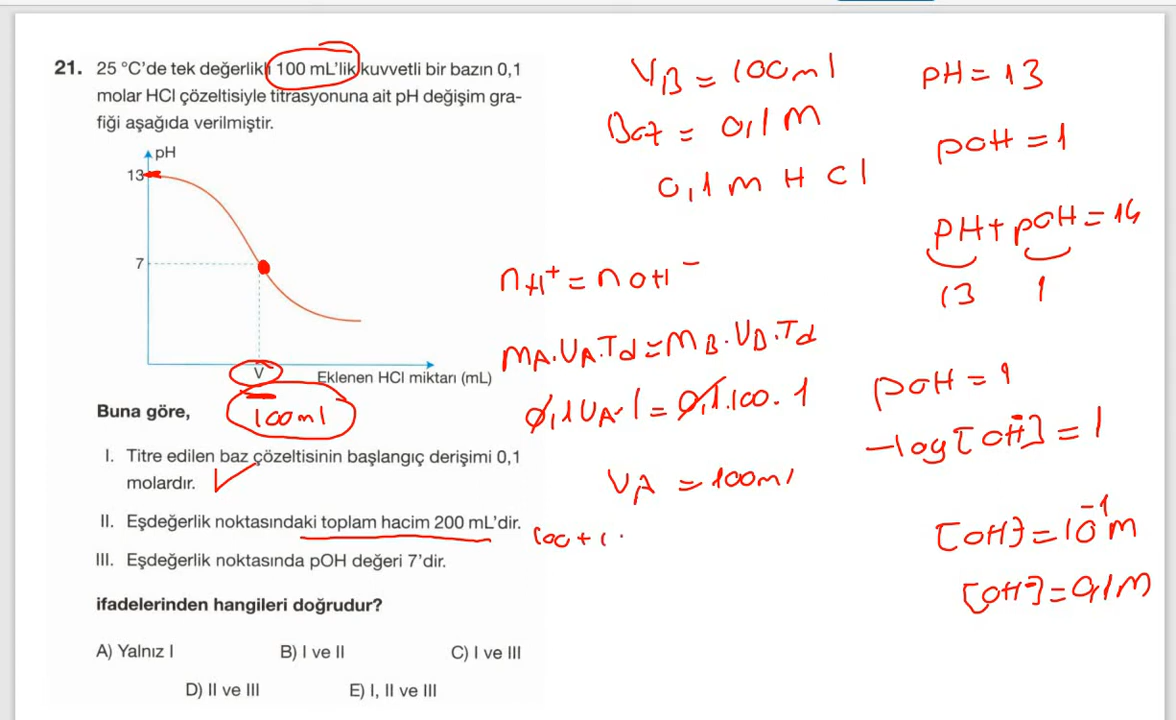 21. 25 °C'de tek değerlikli 100 mL'lik kuvvetli bir bazın 0,1
molar HCl çözeltisiyle titrasyonuna ait pH değişim gra-
fiği aşağıda verilmiştir.
pH
13
7
V
Eklenen HCl miktarı (mL)
100ml
Buna göre,
I. Titre edilen baz çözeltisinin başlangıç derişimi 0,1
molardır.
II. Eşdeğerlik noktasındaki toplam hacim 200 mL'dir.
III. Eşdeğerlik noktasında pOH değeri 7'dir.
ifadelerinden hangileri doğrudur?
A) Yalnız I
B) I ve II
C) I ve III
D) II ve III
E) I, II ve III
VB = 100ml
Baz = 0,1 M
0,1 M HCl
nH+ = nOH-
MA.VA.Td = MB.VB.Td
0,1 VA.1 = 0,1.100.1
VA = 100ml
100 + 1
pH = 13
pOH = 1
pH + pOH = 14
13 1
pOH = 1
-log[OH-] = 1
[OH-] = 10-1 M
[OH-] = 0,1 M